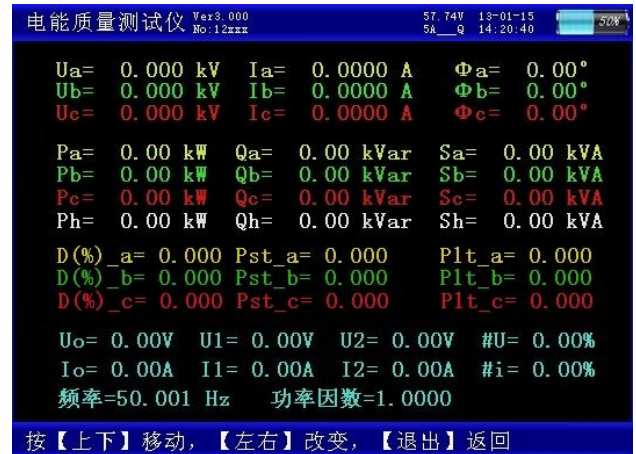 电能质量测试仪 Ver3.000 No:12xxx 57.74V 13-01-15 5A__Q 14:20:40 50%
Ua= 0.000 kV Ia= 0.0000 A Φa= 0.00°
Ub= 0.000 kV Ib= 0.0000 A Φb= 0.00°
Uc= 0.000 kV Ic= 0.0000 A Φc= 0.00°
Pa= 0.00 kW Qa= 0.00 kVar Sa= 0.00 kVA
Pb= 0.00 kW Qb= 0.00 kVar Sb= 0.00 kVA
Pc= 0.00 kW Qc= 0.00 kVar Sc= 0.00 kVA
Ph= 0.00 kW Qh= 0.00 kVar Sh= 0.00 kVA
D(%)_a= 0.000 Pst_a= 0.000 Plt_a= 0.000
D(%)_b= 0.000 Pst_b= 0.000 Plt_b= 0.000
D(%)_c= 0.000 Pst_c= 0.000 Plt_c= 0.000
Uo= 0.00V U1= 0.00V U2= 0.00V #U= 0.00%
Io= 0.00A I1= 0.00A I2= 0.00A #i= 0.00%
频率=50.001 Hz 功率因数=1.0000
按【上下】移动，【左右】改变，【退出】返回